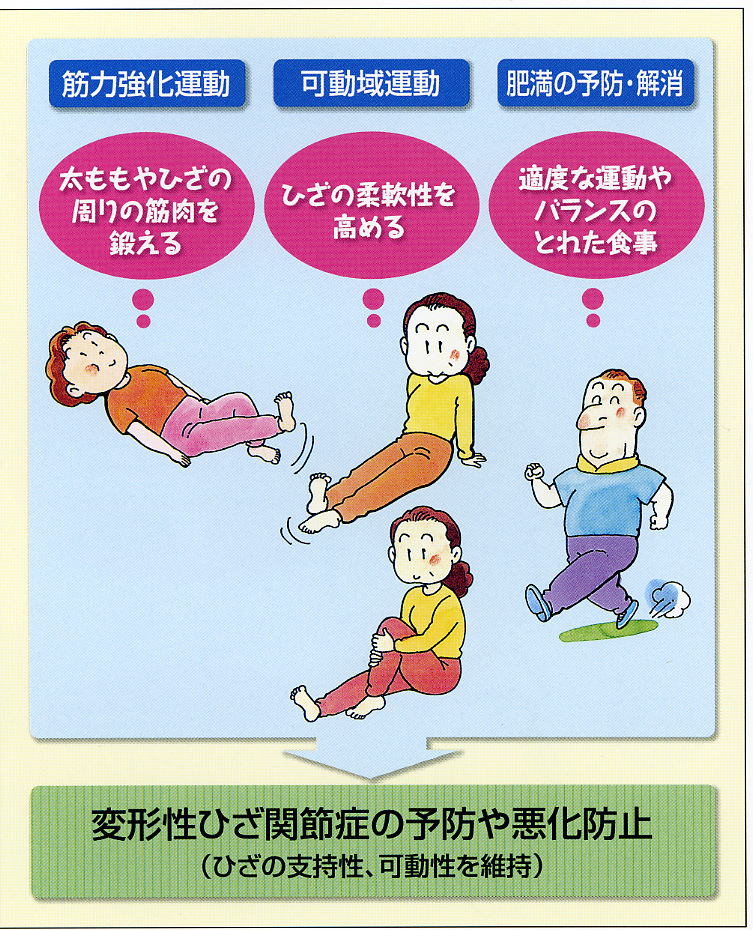 筋力強化運動
可動域運動
肥満の予防・解消
太ももやひざの
周りの筋肉を
鍛える
ひざの柔軟性を
高める
適度な運動や
バランスの
とれた食事
変形性ひざ関節症の予防や悪化防止
（ひざの支持性、可動性を維持）